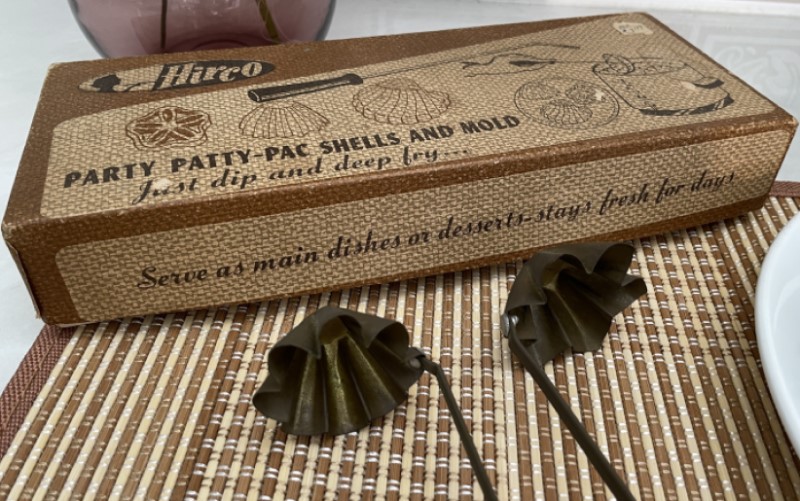 Mirco
PARTY PATTY-PAC SHELLS AND MOLD
Just dip and deep fry...
Serve as main dishes or desserts-stays fresh for days